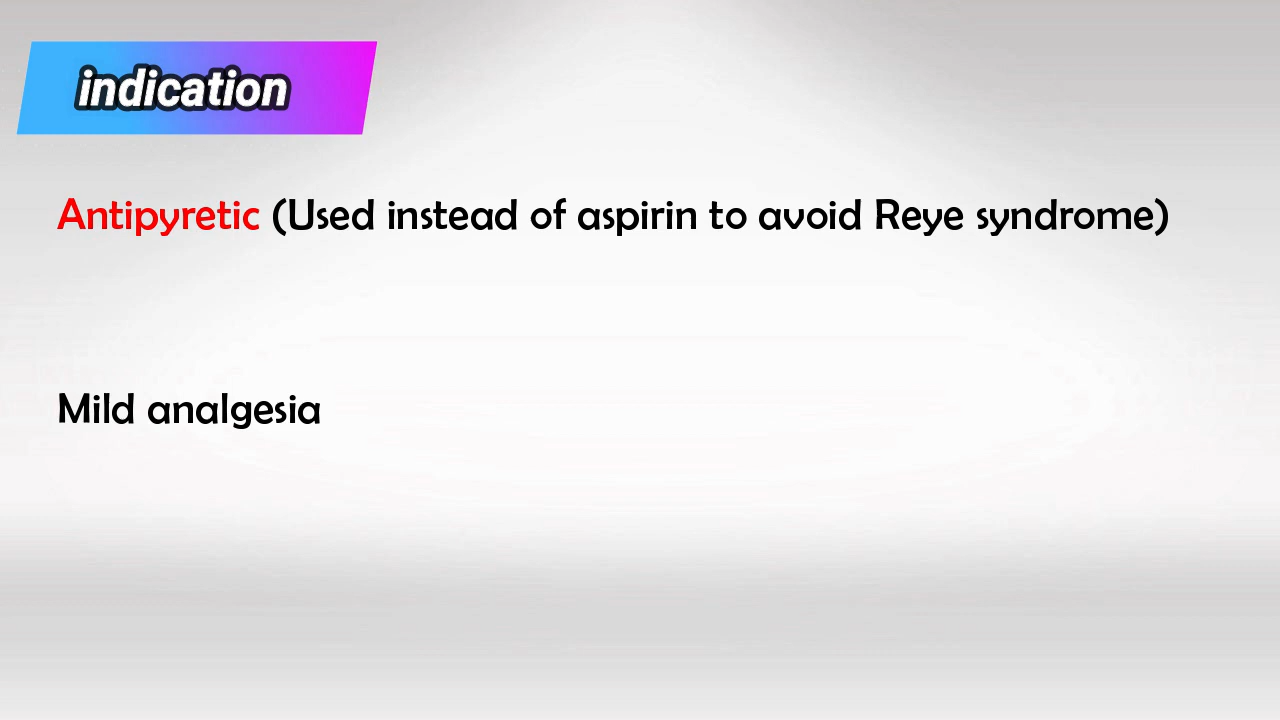 indication
Antipyretic (Used instead of aspirin to avoid Reye syndrome)
Mild analgesia